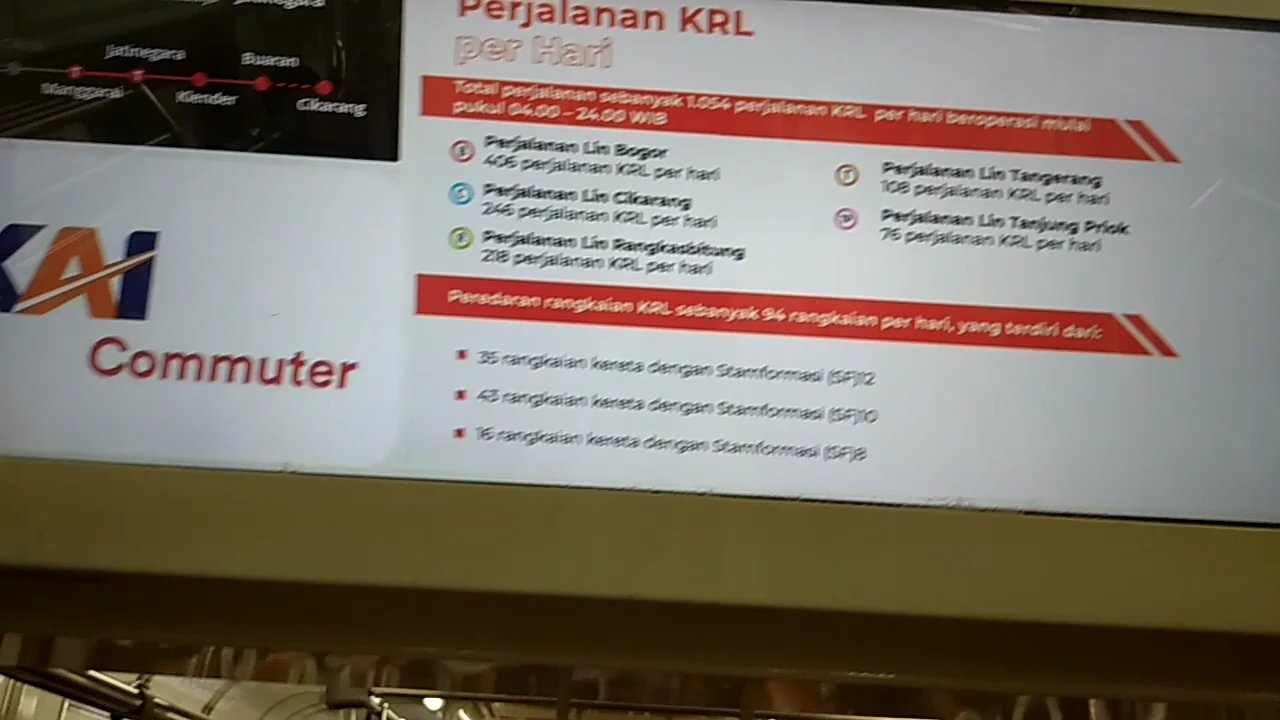 Jatinegara
Buaran
Manggarai
Klender
Cikarang
KAI
Commuter
Perjalanan KRL
per Hari
Total perjalanan sebanyak 1.054 perjalanan KRL per hari beroperasi mulai
pukul 04.00 - 24.00 WIB
Perjalanan Lin Bogor
406 perjalanan KRL per hari
Perjalanan Lin Cikarang
246 perjalanan KRL per hari
Perjalanan Lin Rangkasbitung
218 perjalanan KRL per hari
Perjalanan Lin Tangerang
108 perjalanan KRL per hari
Perjalanan Lin Tanjung Priok
76 perjalanan KRL per hari
Peredaran rangkaian KRL sebanyak 94 rangkaian per hari, yang terdiri dari:
35 rangkaian kereta dengan Stamformasi (SF)12
43 rangkaian kereta dengan Stamformasi (SF)10
16 rangkaian kereta dengan Stamformasi (SF)8